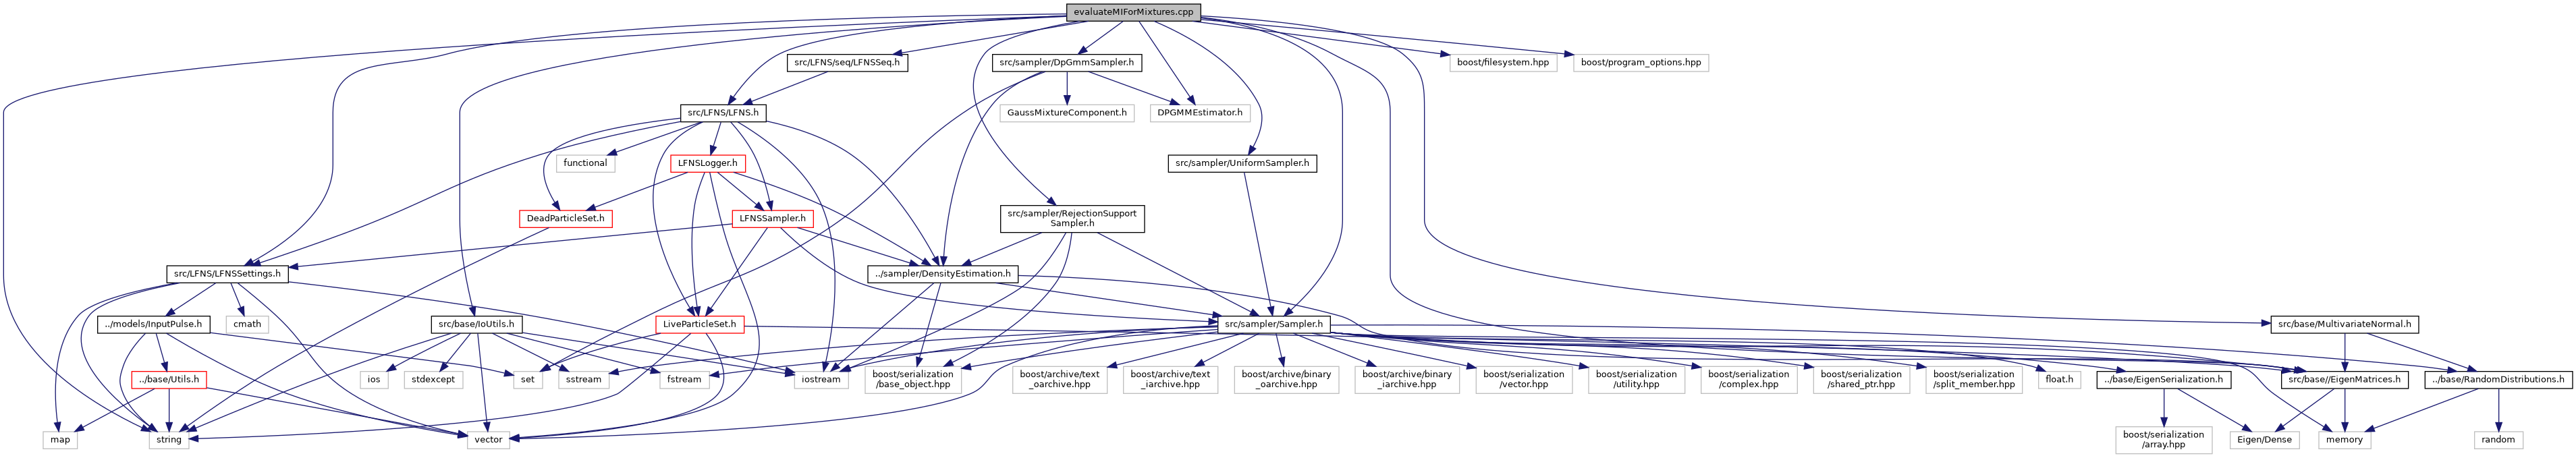 evaluateMIForMixtures.cpp
src/LFNS/seq/LFNSSeq.h
src/sampler/DpGmmSampler.h
boost/filesystem.hpp
boost/program_options.hpp
src/LFNS/LFNS.h
GaussMixtureComponent.h
DPGMMEstimator.h
functional
LFNSLogger.h
src/sampler/UniformSampler.h
DeadParticleSet.h
LFNSSampler.h
src/sampler/RejectionSupport
Sampler.h
src/LFNS/LFNSSettings.h
../sampler/DensityEstimation.h
../models/InputPulse.h
cmath
src/base/IoUtils.h
LiveParticleSet.h
src/sampler/Sampler.h
src/base/MultivariateNormal.h
../base/Utils.h
ios
stdexcept
set
sstream
fstream
iostream
boost/serialization
/base_object.hpp
boost/archive/text
_oarchive.hpp
boost/archive/text
_iarchive.hpp
boost/archive/binary
_oarchive.hpp
boost/archive/binary
_iarchive.hpp
boost/serialization
/vector.hpp
boost/serialization
/utility.hpp
boost/serialization
/complex.hpp
boost/serialization
/shared_ptr.hpp
boost/serialization
/split_member.hpp
float.h
../base/EigenSerialization.h
src/base//EigenMatrices.h
../base/RandomDistributions.h
map
string
vector
boost/serialization
/array.hpp
Eigen/Dense
memory
random